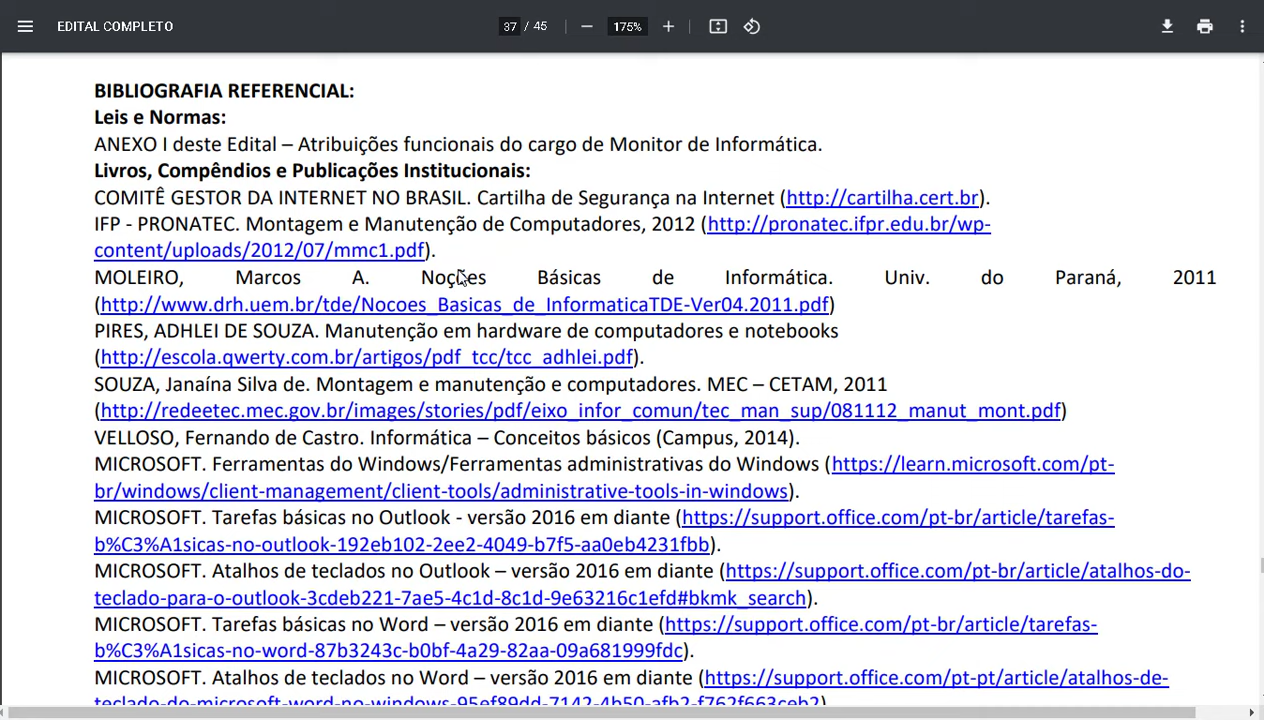 EDITAL COMPLETO
37 / 45
175%
BIBLIOGRAFIA REFERENCIAL:
Leis e Normas:
ANEXO I deste Edital – Atribuições funcionais do cargo de Monitor de Informática.
Livros, Compêndios e Publicações Institucionais:
COMITÊ GESTOR DA INTERNET NO BRASIL. Cartilha de Segurança na Internet (http://cartilha.cert.br).
IFP - PRONATEC. Montagem e Manutenção de Computadores, 2012 (http://pronatec.ifpr.edu.br/wp-
content/uploads/2012/07/mmc1.pdf).
MOLEIRO, Marcos A. Noções Básicas de Informática. Univ. do Paraná, 2011
(http://www.drh.uem.br/tde/Nocoes_Basicas_de_InformaticaTDE-Ver04.2011.pdf)
PIRES, ADHLEI DE SOUZA. Manutenção em hardware de computadores e notebooks
(http://escola.qwerty.com.br/artigos/pdf_tcc/tcc_adhlei.pdf).
SOUZA, Janaína Silva de. Montagem e manutenção e computadores. MEC – CETAM, 2011
(http://redeetec.mec.gov.br/images/stories/pdf/eixo_infor_comun/tec_man_sup/081112_manut_mont.pdf)
VELLOSO, Fernando de Castro. Informática – Conceitos básicos (Campus, 2014).
MICROSOFT. Ferramentas do Windows/Ferramentas administrativas do Windows (https://learn.microsoft.com/pt-
br/windows/client-management/client-tools/administrative-tools-in-windows).
MICROSOFT. Tarefas básicas no Outlook - versão 2016 em diante (https://support.office.com/pt-br/article/tarefas-
b%C3%A1sicas-no-outlook-192eb102-2ee2-4049-b7f5-aa0eb4231fbb).
MICROSOFT. Atalhos de teclados no Outlook – versão 2016 em diante (https://support.office.com/pt-br/article/atalhos-do-
teclado-para-o-outlook-3cdeb221-7ae5-4c1d-8c1d-9e63216c1efd#bkmk_search).
MICROSOFT. Tarefas básicas no Word – versão 2016 em diante (https://support.office.com/pt-br/article/tarefas-
b%C3%A1sicas-no-word-87b3243c-b0bf-4a29-82aa-09a681999fdc).
MICROSOFT. Atalhos de teclados no Word – versão 2016 em diante (https://support.office.com/pt-pt/article/atalhos-de-
teclado-do-microsoft-word-no-windows-95ef89dd-7142-4b50-afb2-f762f663ceb2)